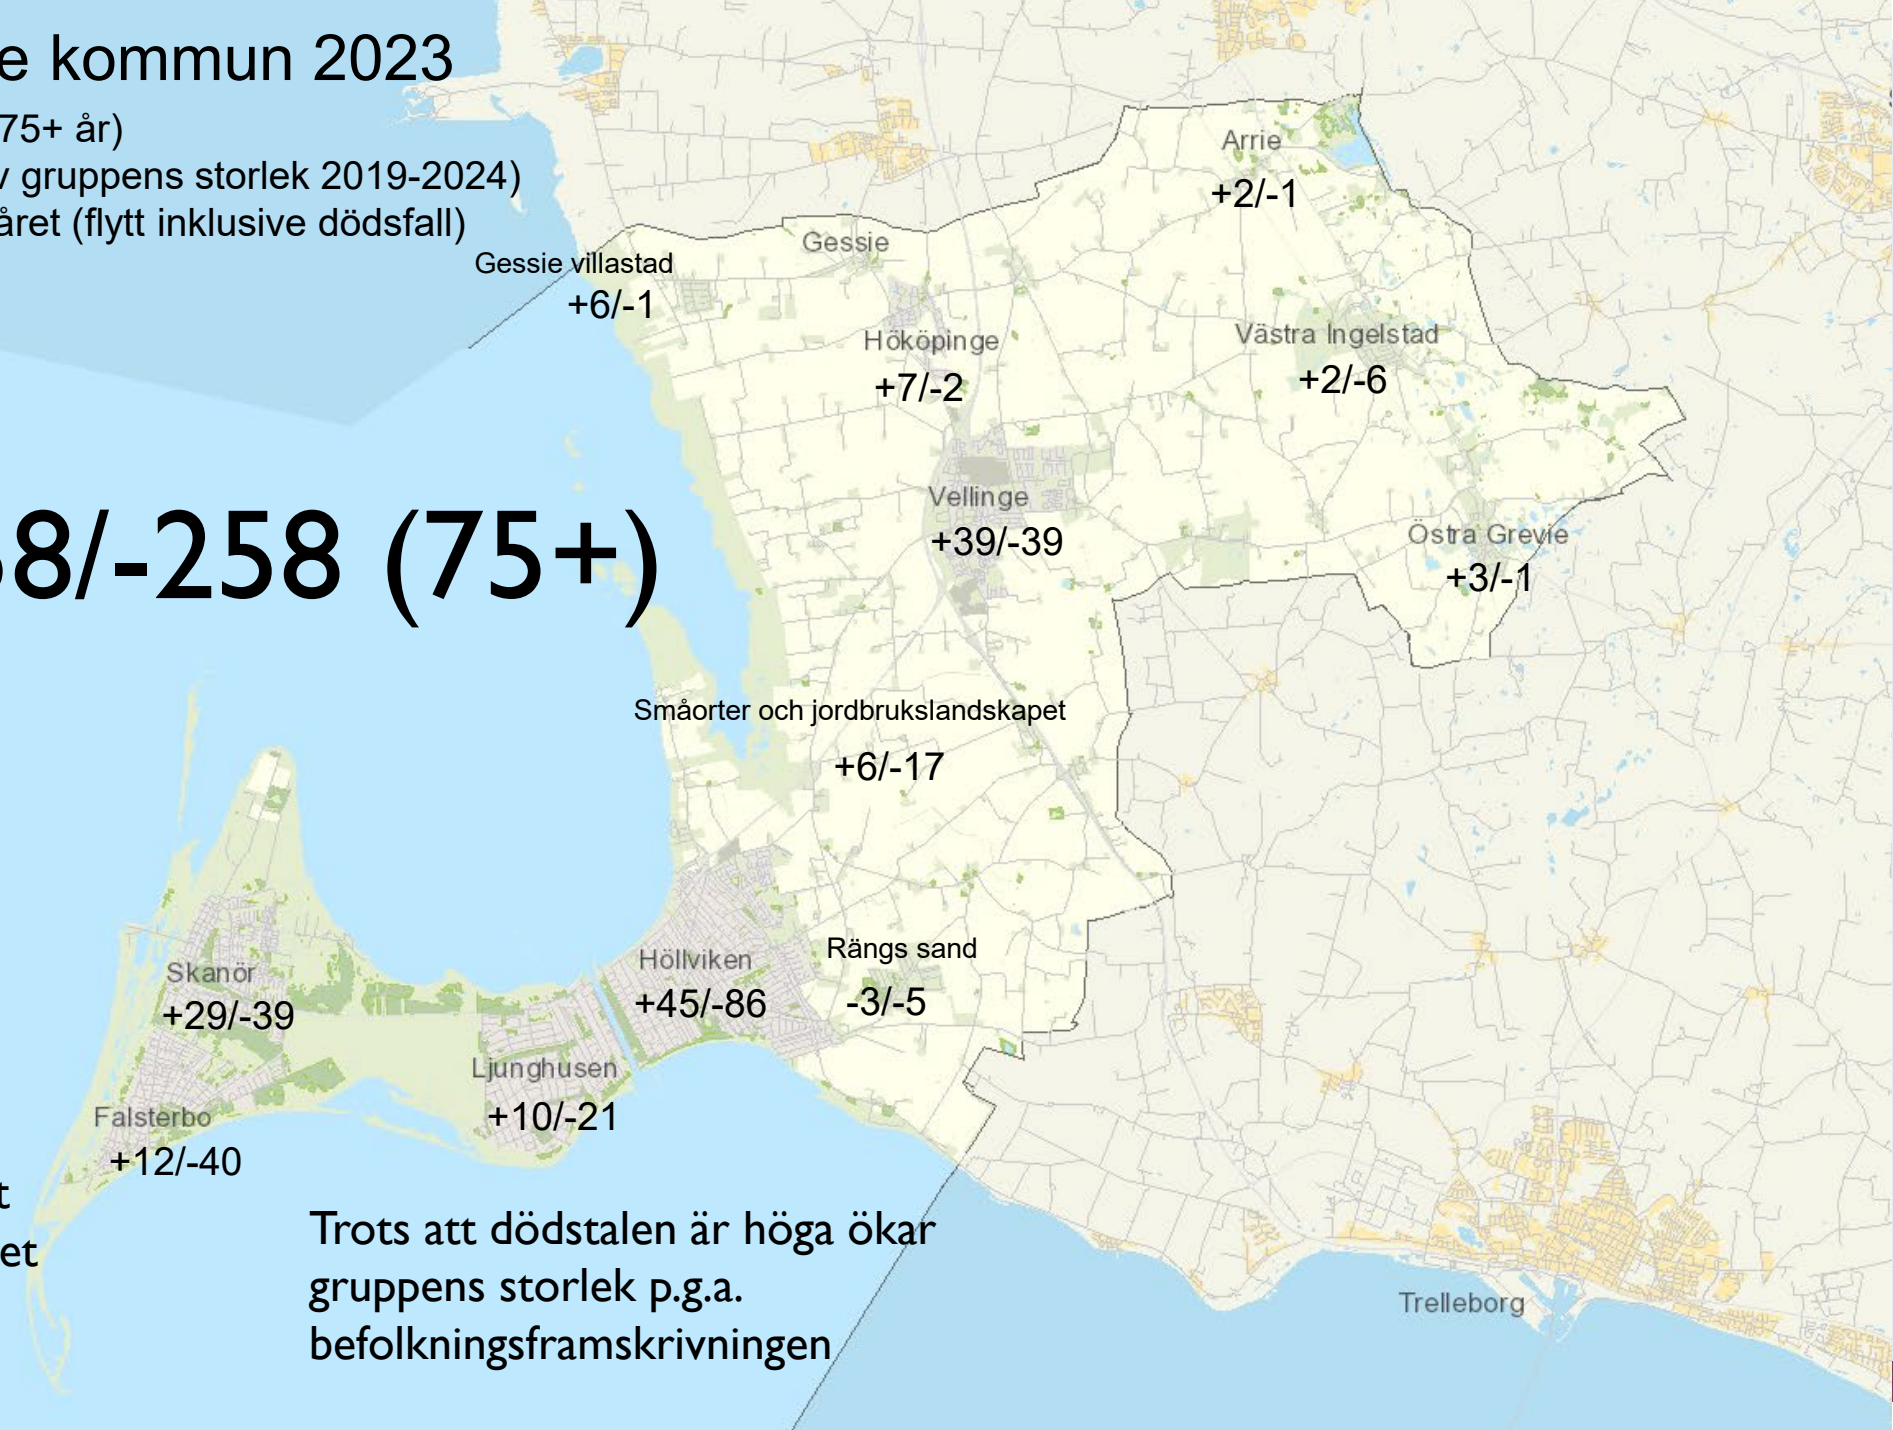 e kommun 2023
75+ år)
v gruppens storlek 2019-2024)
året (flytt inklusive dödsfall)
Arrie
+2/-1
Gessie
Gessie villastad
+6/-1
Hököpinge
+7/-2
Västra Ingelstad
+2/-6
Vellinge
+39/-39
8/-258 (75+)
Östra Grevie
+3/-1
Småorter och jordbrukslandskapet
+6/-17
Skanör
+29/-39
Höllviken
+45/-86
Rängs sand
-3/-5
Ljunghusen
+10/-21
Falsterbo
+12/-40
t
et
Trots att dödstalen är höga ökar
gruppens storlek p.g.a.
befolkningsframskrivningen
Trelleborg